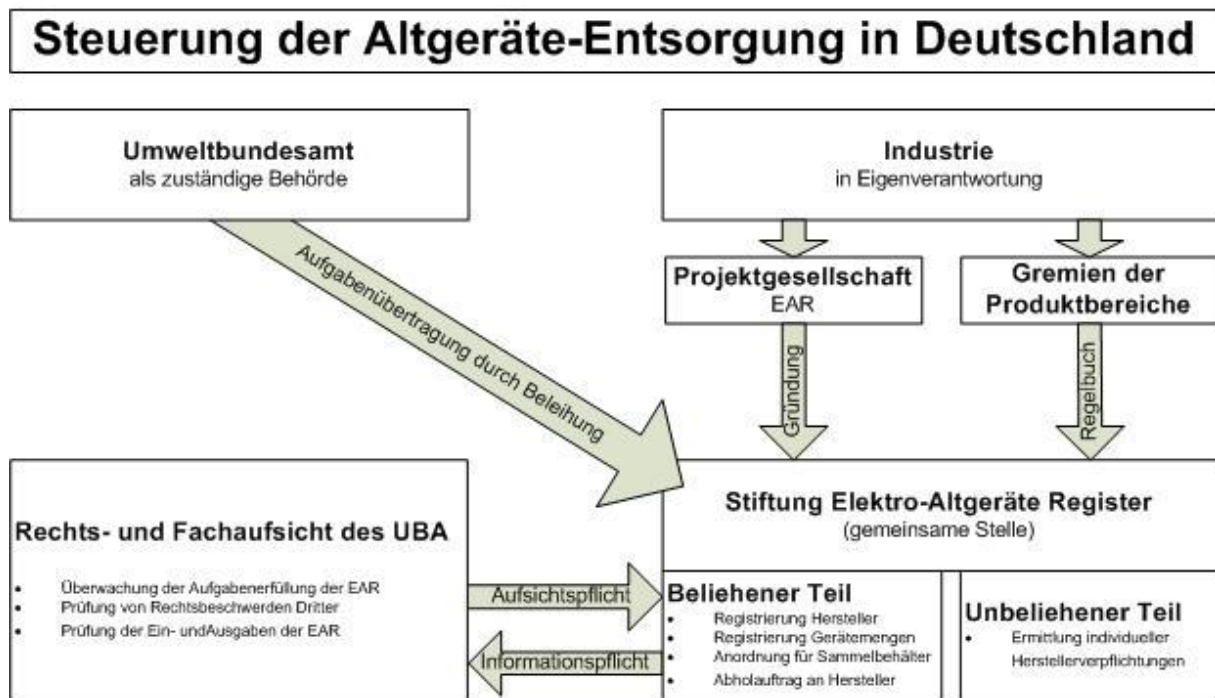 Steuerung der Altgeräte-Entsorgung in Deutschland
Umweltbundesamt
als zuständige Behörde
Industrie
in Eigenverantwortung
Aufgabenübertragung durch Beleihung
Projektgesellschaft
EAR
Gremien der
Produktbereiche
Gründung
Regelbuch
Rechts- und Fachaufsicht des UBA
• Überwachung der Aufgabenerfüllung der EAR
• Prüfung von Rechtsbeschwerden Dritter
• Prüfung der Ein- undAusgaben der EAR
Aufsichtspflicht
Informationspflicht
Stiftung Elektro-Altgeräte Register
(gemeinsame Stelle)
Beliehener Teil
• Registrierung Hersteller
• Registrierung Gerätemengen
• Anordnung für Sammelbehälter
• Abholauftrag an Hersteller
Unbeliehener Teil
• Ermittlung individueller
Herstellerverpflichtungen